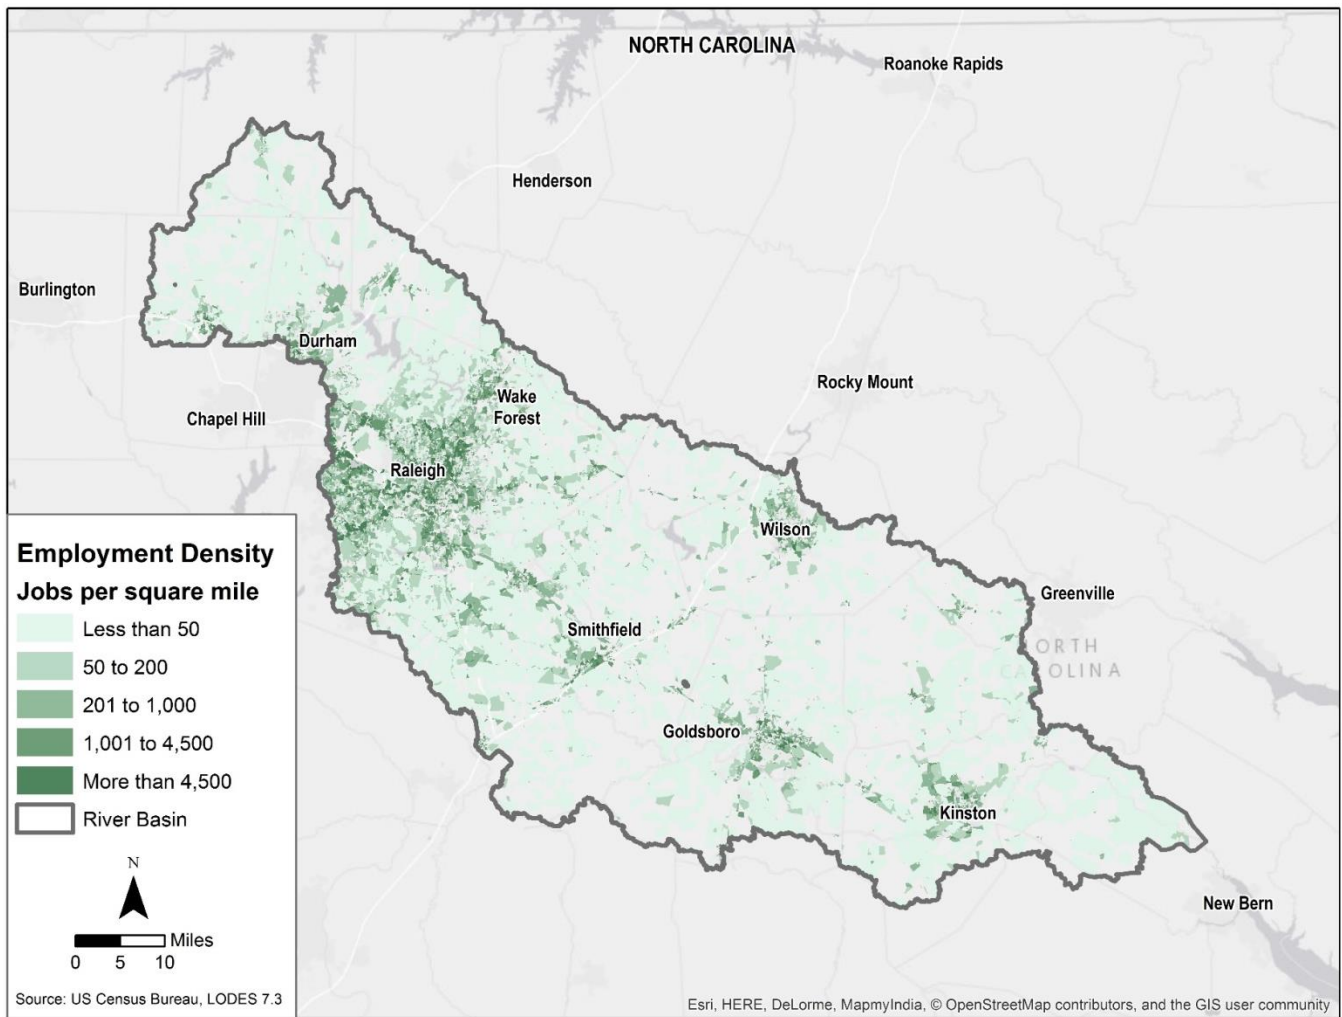 NORTH CAROLINA
Roanoke Rapids
Henderson
Burlington
Durham
Rocky Mount
Wake
Forest
Chapel Hill
Raleigh
Wilson
Greenville
Smithfield
NORTH
CAROLINA
Goldsboro
Kinston
New Bern
Employment Density
Jobs per square mile
Less than 50
50 to 200
201 to 1,000
1,001 to 4,500
More than 4,500
River Basin
N
Miles
0 5 10
Source: US Census Bureau, LODES 7.3
Esri, HERE, DeLorme, MapmyIndia, © OpenStreetMap contributors, and the GIS user community